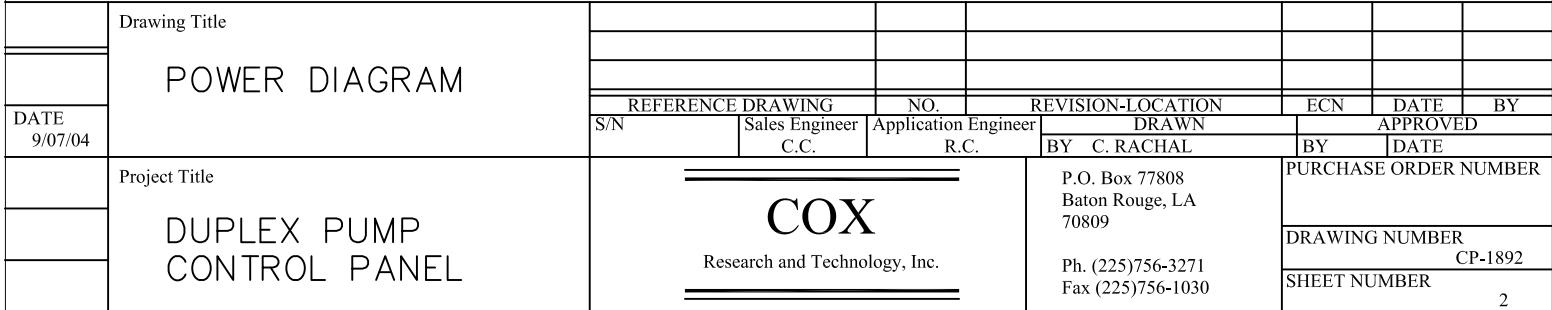 Drawing Title
POWER DIAGRAM
DATE
9/07/04
REFERENCE DRAWING NO. REVISION-LOCATION ECN DATE BY
S/N Sales Engineer Application Engineer DRAWN APPROVED
C.C. R.C. BY C. RACHAL BY DATE
Project Title
DUPLEX PUMP
CONTROL PANEL
COX
Research and Technology, Inc.
P.O. Box 77808
Baton Rouge, LA
70809
Ph. (225)756-3271
Fax (225)756-1030
PURCHASE ORDER NUMBER
DRAWING NUMBER
CP-1892
SHEET NUMBER
2